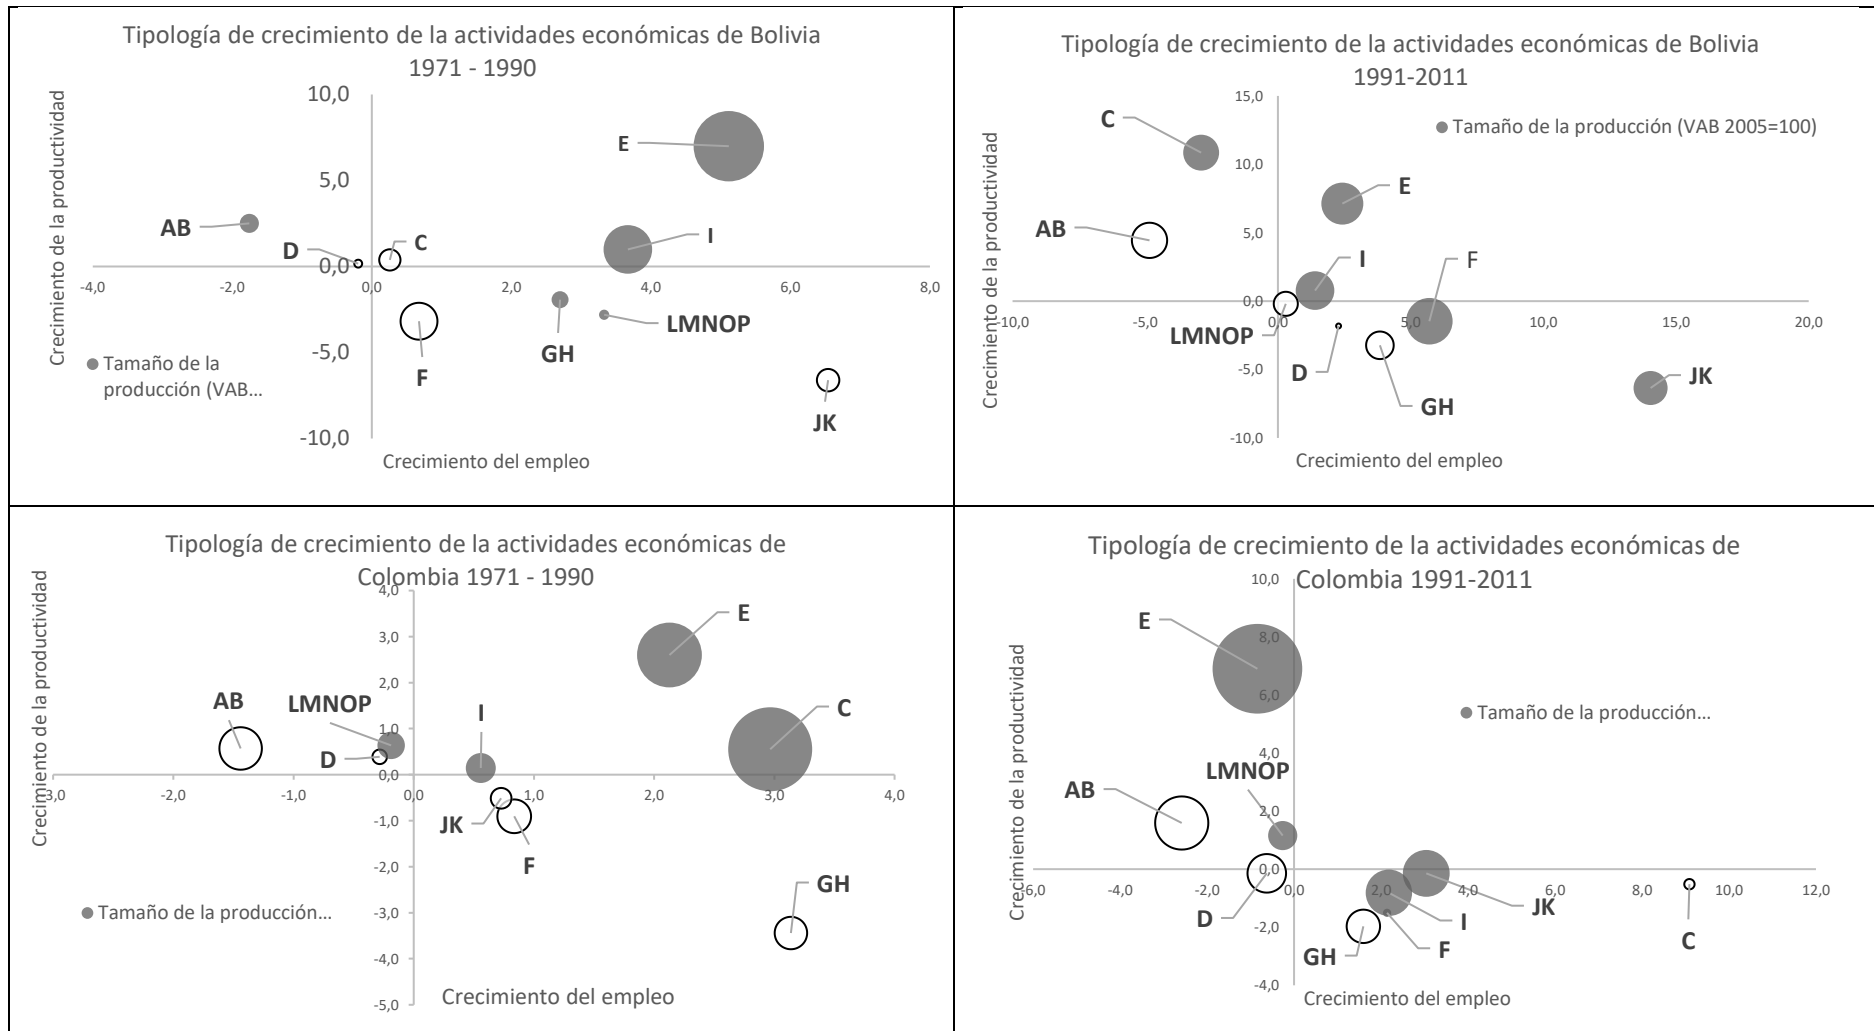 Tipología de crecimiento de la actividades económicas de Bolivia
1971 - 1990
Crecimiento de la productividad
10,0
5,0
0,0
-5,0
-10,0
-4,0
-2,0
0,0
2,0
4,0
6,0
8,0
E
AB
D
C
I
F
GH
LMNOP
JK
Tamaño de la
producción (VAB...
Crecimiento del empleo
Tipología de crecimiento de la actividades económicas de Bolivia
1991-2011
Crecimiento de la productividad
15,0
10,0
5,0
0,0
-5,0
-10,0
-10,0
-5,0
0,0
5,0
10,0
15,0
20,0
Tamaño de la producción (VAB 2005=100)
C
E
AB
I
F
LMNOP
D
GH
JK
Crecimiento del empleo
Tipología de crecimiento de la actividades económicas de
Colombia 1971 - 1990
Crecimiento de la productividad
4,0
3,0
2,0
1,0
0,0
-1,0
-2,0
-3,0
-4,0
-5,0
-3,0
-2,0
-1,0
0,0
1,0
2,0
3,0
4,0
E
AB
LMNOP
I
C
D
JK
F
GH
Tamaño de la producción...
Crecimiento del empleo
Tipología de crecimiento de la actividades económicas de
Colombia 1991-2011
Crecimiento de la productividad
10,0
8,0
6,0
4,0
2,0
0,0
-2,0
-4,0
-6,0
-4,0
-2,0
0,0
2,0
4,0
6,0
8,0
10,0
12,0
E
Tamaño de la producción...
LMNOP
AB
D
JK
I
F
GH
C
Crecimiento del empleo